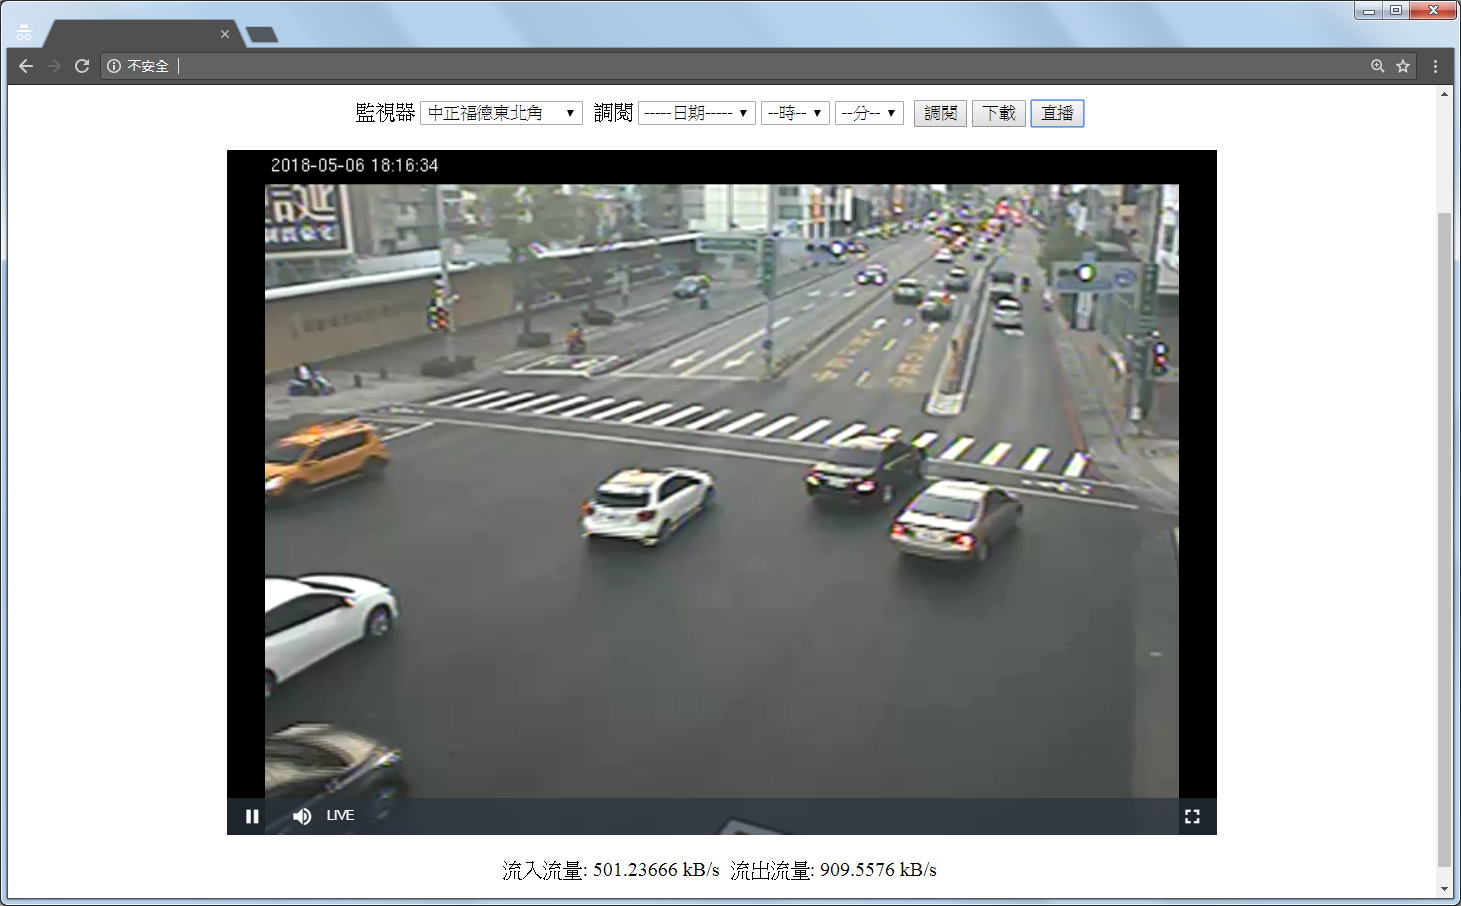 不安全
監視器 中正福德東北角 調閱 -----日期----- --時-- --分-- 調閱 下載 直播
2018-05-06 18:16:34
LIVE
流入流量: 501.23666 kB/s 流出流量: 909.5576 kB/s